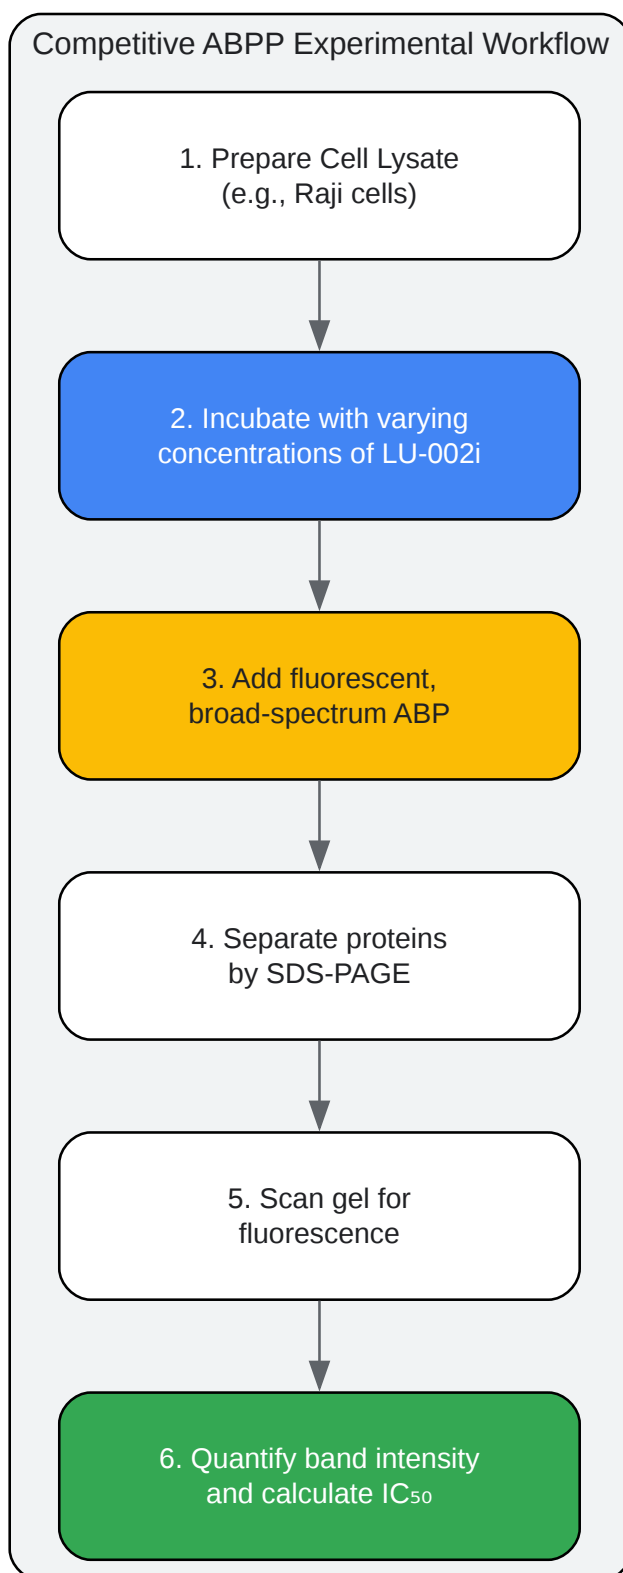 Competitive ABPP Experimental Workflow
1. Prepare Cell Lysate
(e.g., Raji cells)
2. Incubate with varying
concentrations of LU-002i
3. Add fluorescent,
broad-spectrum ABP
4. Separate proteins
by SDS-PAGE
5. Scan gel for
fluorescence
6. Quantify band intensity
and calculate IC₅₀